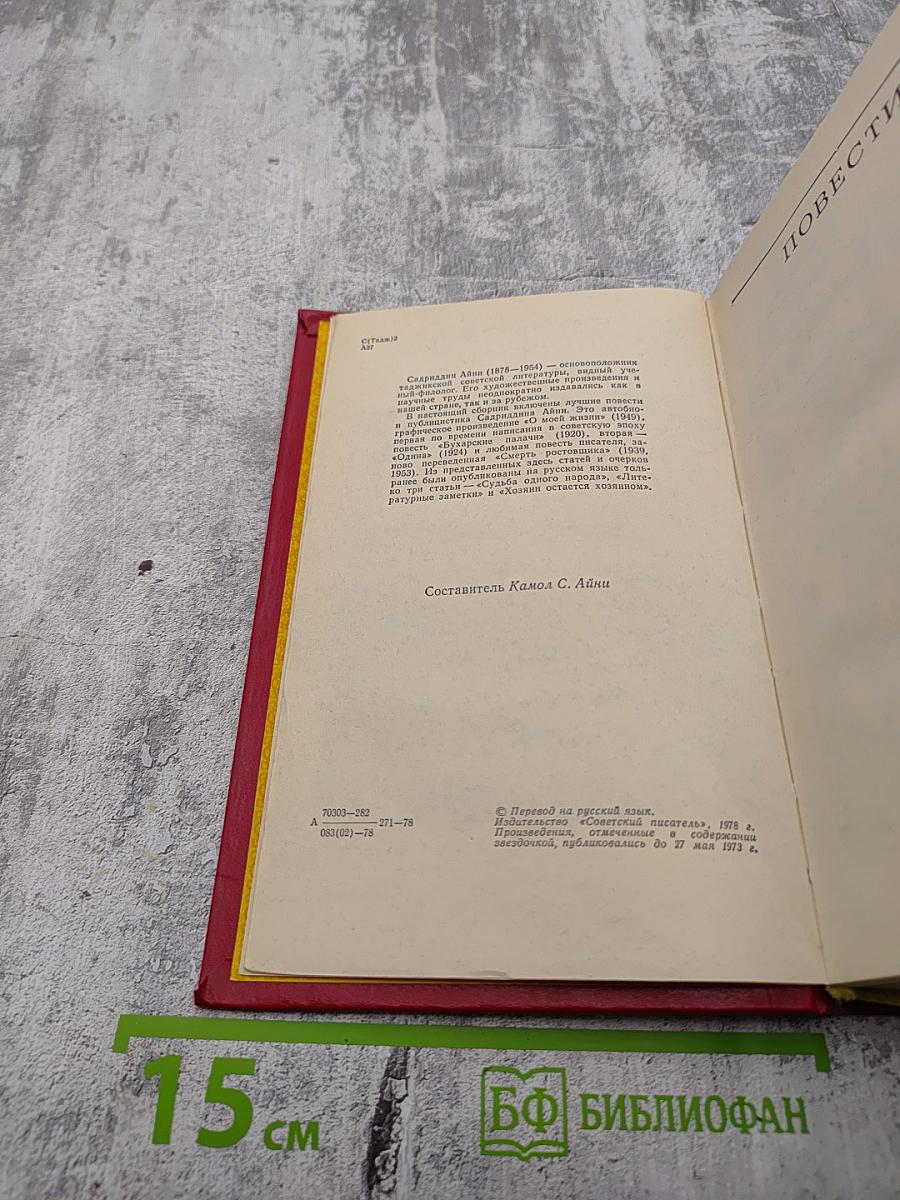 С(Тадж)2
А37
Садриддин Айни (1878—1954) — основоположник
таджикской советской литературы, видный уче-
ный-филолог. Его художественные произведения и
научные труды неоднократно издавались как в
нашей стране, так и за рубежом.
В настоящий сборник включены лучшие повести
и публицистика Садриддина Айни. Это автобио-
графическое произведение «О моей жизни» (1949),
первая по времени написания в советскую эпоху
повесть «Бухарские палачи» (1920), вторая —
«Одина» (1924) и любимая повесть писателя, за-
ново переведенная «Смерть ростовщика» (1939,
1953). Из представленных здесь статей и очерков
ранее были опубликованы на русском языке толь-
ко три статьи — «Судьба одного народа», «Лите-
ратурные заметки» и «Хозяин остается хозяином».
Составитель Камол С. Айни
А 70303—282
083(02)—78 271—78
© Перевод на русский язык.
Издательство «Советский писатель», 1978 г.
Произведения, отмеченные в содержании
звездочкой, публиковались до 27 мая 1973 г.
ПОВЕСТИ
15 см
БФ БИБЛИОФАН